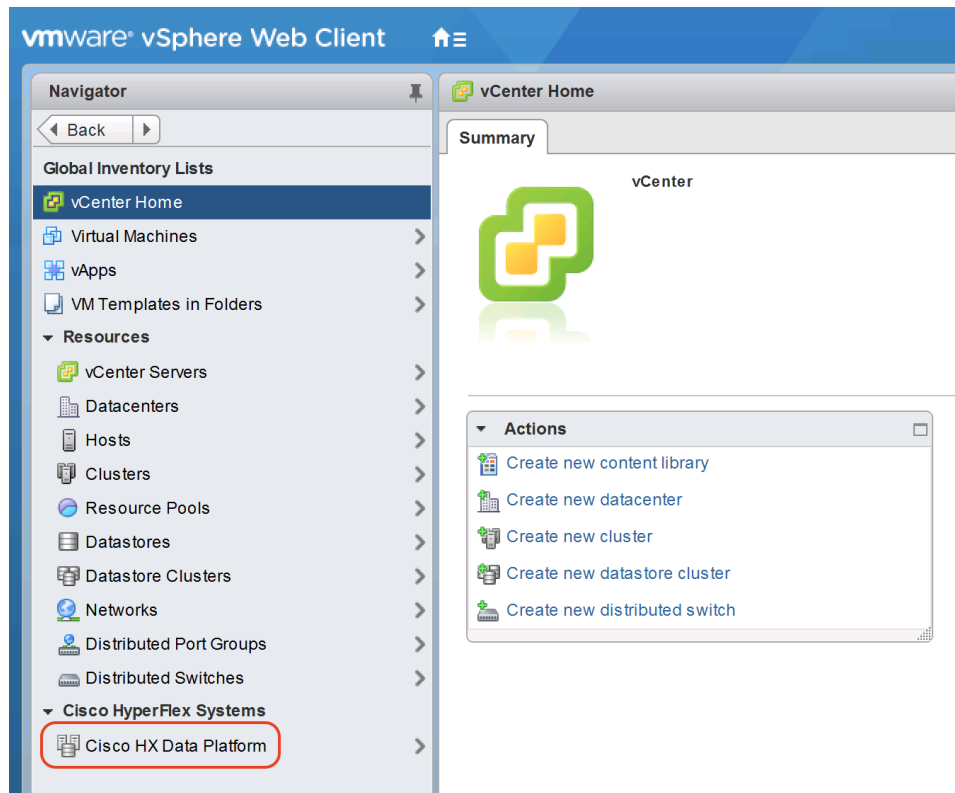 vmware® vSphere Web Client
Navigator
Back
Global Inventory Lists
vCenter Home
Virtual Machines
vApps
VM Templates in Folders
Resources
vCenter Servers
Datacenters
Hosts
Clusters
Resource Pools
Datastores
Datastore Clusters
Networks
Distributed Port Groups
Distributed Switches
Cisco HyperFlex Systems
Cisco HX Data Platform
vCenter Home
Summary
vCenter
Actions
Create new content library
Create new datacenter
Create new cluster
Create new datastore cluster
Create new distributed switch